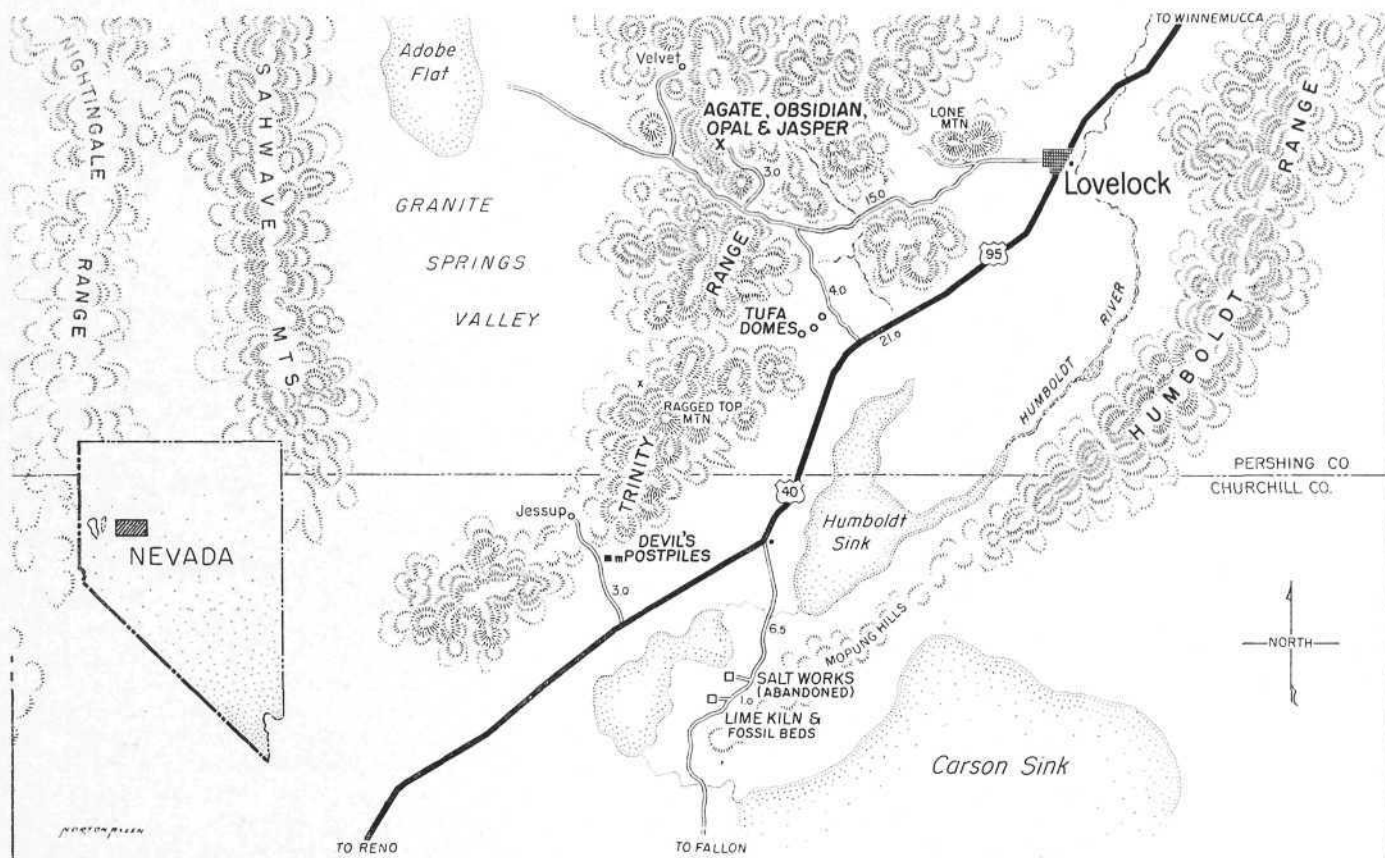 TO WINNEMUCCA
NIGHTINGALE
RANGE
SAHWAVE
MTS
Adobe
Flat
Velvet
AGATE, OBSIDIAN,
OPAL & JASPER
X
3.0
LONE
MTN
Lovelock
15.0
GRANITE
SPRINGS
VALLEY
RANGE
95
4.0
TUFA
DOMES
21.0
HUMBOLDT
RIVER
HUMBOLDT
RANGE
x
RAGGED TOP
MTN
TRINITY
PERSHING CO
CHURCHILL CO.
40
Jessup
DEVIL'S
POSTPILES
Humboldt
Sink
NEVADA
3.0
6.5
MOPUNG HILLS
NORTH
SALT WORKS
(ABANDONED)
1.0
LIME KILN &
FOSSIL BEDS
Carson Sink
NORTON ALLEN
TO RENO
TO FALLON